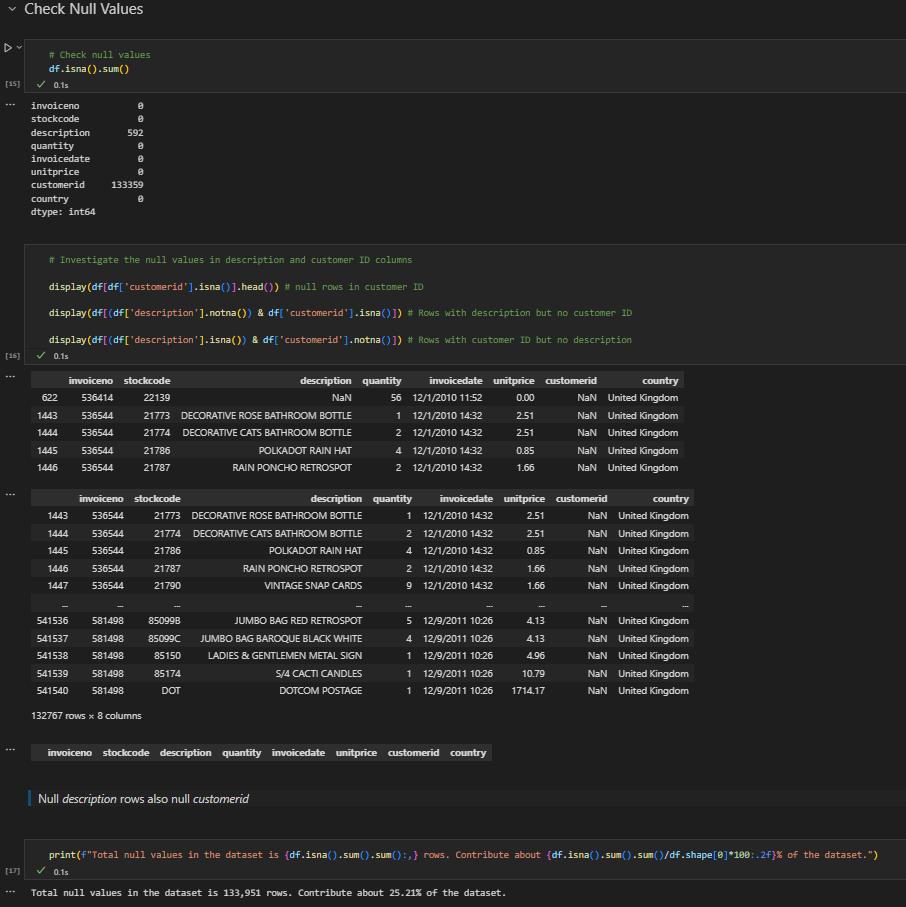 Check Null Values
# Check null values
df.isna().sum()
[15] 0.1s
invoiceno 0
stockcode 0
description 592
quantity 0
invoicedate 0
unitprice 0
customerid 133359
country 0
dtype: int64
# Investigate the null values in description and customer ID columns
display(df[df['customerid'].isna()].head()) # null rows in customer ID
display(df[(df['description'].notna()) & df['customerid'].isna()]) # Rows with description but no customer ID
display(df[(df['description'].isna()) & df['customerid'].notna()]) # Rows with customer ID but no description
[16] 0.1s
invoiceno stockcode description quantity invoicedate unitprice customerid country
622 536414 22139 NaN 56 12/1/2010 11:52 0.00 NaN United Kingdom
1443 536544 21773 DECORATIVE ROSE BATHROOM BOTTLE 1 12/1/2010 14:32 2.51 NaN United Kingdom
1444 536544 21774 DECORATIVE CATS BATHROOM BOTTLE 2 12/1/2010 14:32 2.51 NaN United Kingdom
1445 536544 21786 POLKADOT RAIN HAT 4 12/1/2010 14:32 0.85 NaN United Kingdom
1446 536544 21787 RAIN PONCHO RETROSPOT 2 12/1/2010 14:32 1.66 NaN United Kingdom
invoiceno stockcode description quantity invoicedate unitprice customerid country
1443 536544 21773 DECORATIVE ROSE BATHROOM BOTTLE 1 12/1/2010 14:32 2.51 NaN United Kingdom
1444 536544 21774 DECORATIVE CATS BATHROOM BOTTLE 2 12/1/2010 14:32 2.51 NaN United Kingdom
1445 536544 21786 POLKADOT RAIN HAT 4 12/1/2010 14:32 0.85 NaN United Kingdom
1446 536544 21787 RAIN PONCHO RETROSPOT 2 12/1/2010 14:32 1.66 NaN United Kingdom
1447 536544 21790 VINTAGE SNAP CARDS 9 12/1/2010 14:32 1.66 NaN United Kingdom
... ... ... ... ... ... ... ... ...
541536 581498 85099B JUMBO BAG RED RETROSPOT 5 12/9/2011 10:26 4.13 NaN United Kingdom
541537 581498 85099C JUMBO BAG BAROQUE BLACK WHITE 4 12/9/2011 10:26 4.13 NaN United Kingdom
541538 581498 85150 LADIES & GENTLEMEN METAL SIGN 1 12/9/2011 10:26 4.96 NaN United Kingdom
541539 581498 85174 S/4 CACTI CANDLES 1 12/9/2011 10:26 10.79 NaN United Kingdom
541540 581498 DOT DOTCOM POSTAGE 1 12/9/2011 10:26 1714.17 NaN United Kingdom
132767 rows × 8 columns
invoiceno stockcode description quantity invoicedate unitprice customerid country
Null description rows also null customerid
print(f"Total null values in the dataset is {df.isna().sum().sum():,} rows. Contribute about {df.isna().sum().sum()/df.shape[0]*100:.2f}% of the dataset.")
[17] 0.1s
Total null values in the dataset is 133,951 rows. Contribute about 25.21% of the dataset.